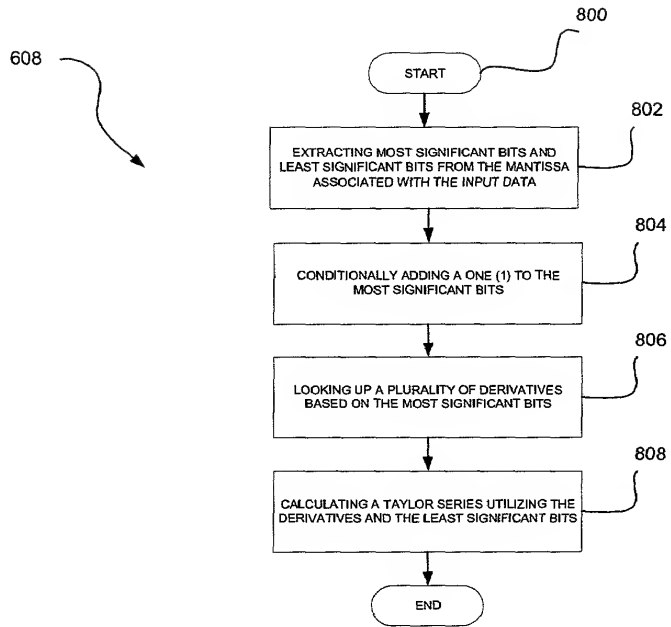 800
608
START
802
EXTRACTING MOST SIGNIFICANT BITS AND
LEAST SIGNIFICANT BITS FROM THE MANTISSA
ASSOCIATED WITH THE INPUT DATA
804
CONDITIONALLY ADDING A ONE (1) TO THE
MOST SIGNIFICANT BITS
806
LOOKING UP A PLURALITY OF DERIVATIVES
BASED ON THE MOST SIGNIFICANT BITS
808
CALCULATING A TAYLOR SERIES UTILIZING THE
DERIVATIVES AND THE LEAST SIGNIFICANT BITS
END